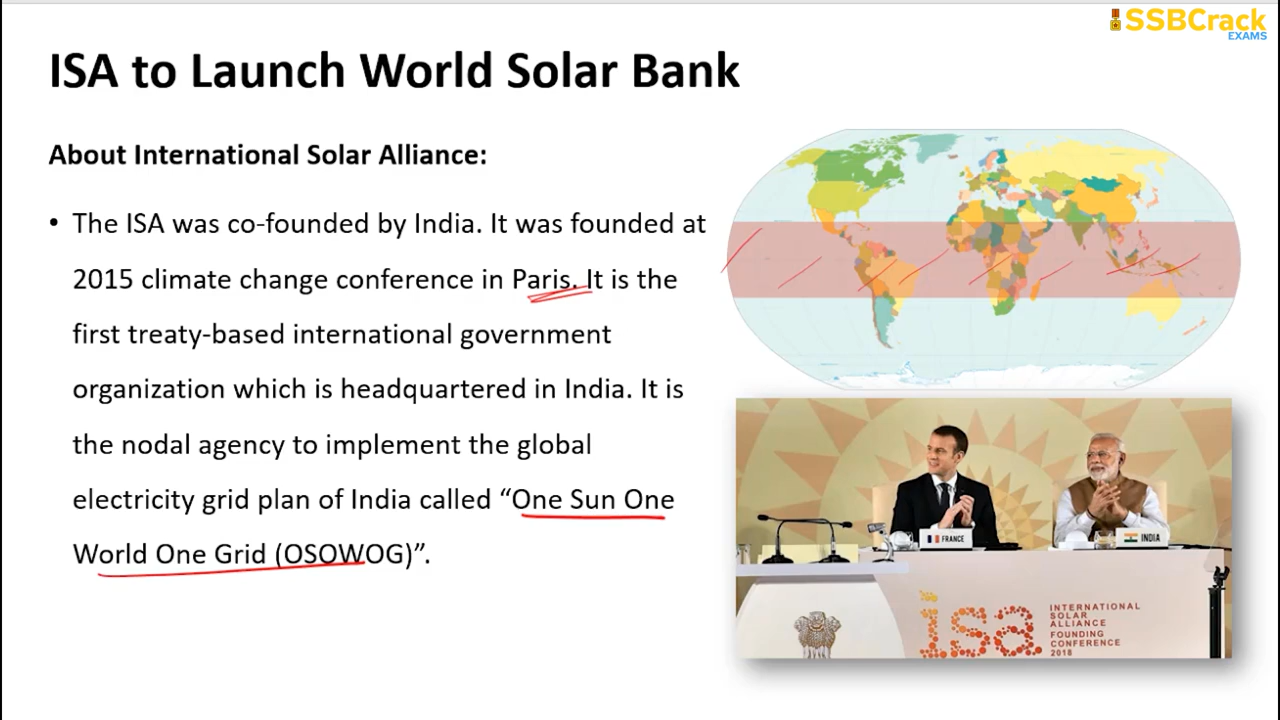 SSBCrack
EXAMS
ISA to Launch World Solar Bank
About International Solar Alliance:
• The ISA was co-founded by India. It was founded at
2015 climate change conference in Paris. It is the
first treaty-based international government
organization which is headquartered in India. It is
the nodal agency to implement the global
electricity grid plan of India called “One Sun One
World One Grid (OSOWOG)”.
FRANCE
INDIA
isa
INTERNATIONAL
SOLAR
ALLIANCE
FOUNDING
CONFERENCE
2018